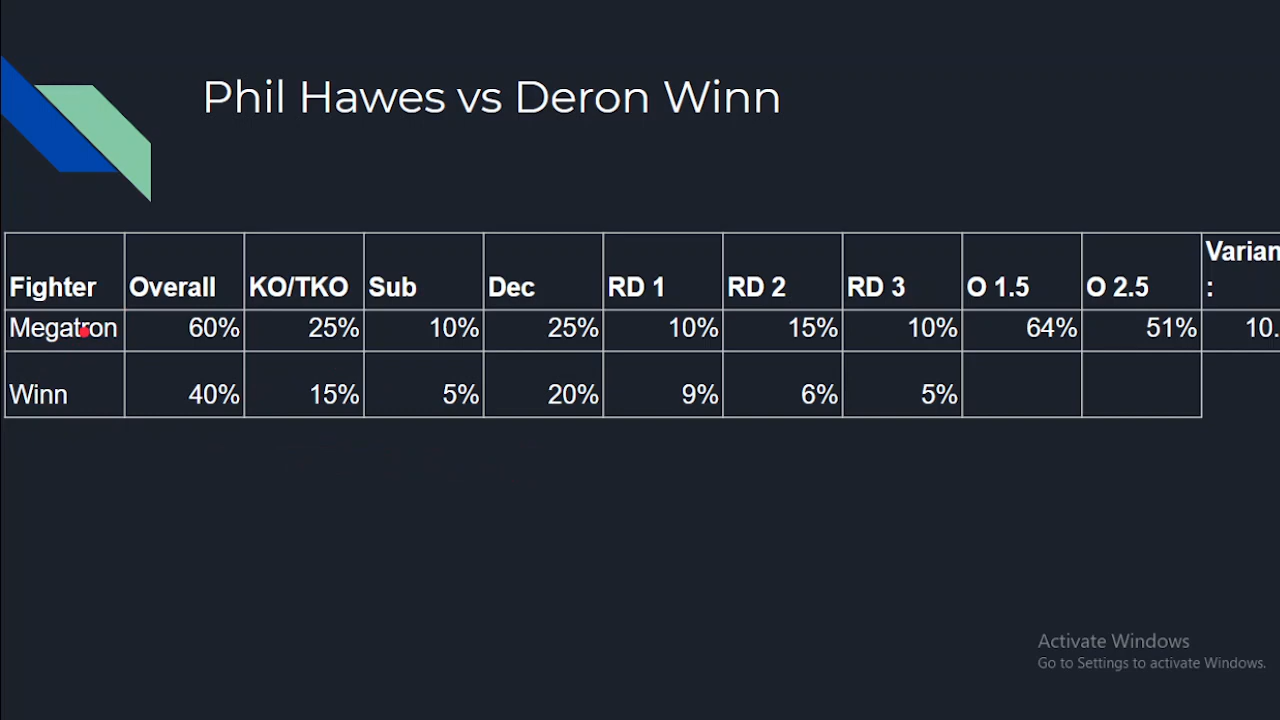 Phil Hawes vs Deron Winn
Varian
Fighter Overall KO/TKO Sub Dec RD 1 RD 2 RD 3 O 1.5 O 2.5 :
Megatron 60% 25% 10% 25% 10% 15% 10% 64% 51% 10.
Winn 40% 15% 5% 20% 9% 6% 5%
Activate Windows
Go to Settings to activate Windows.